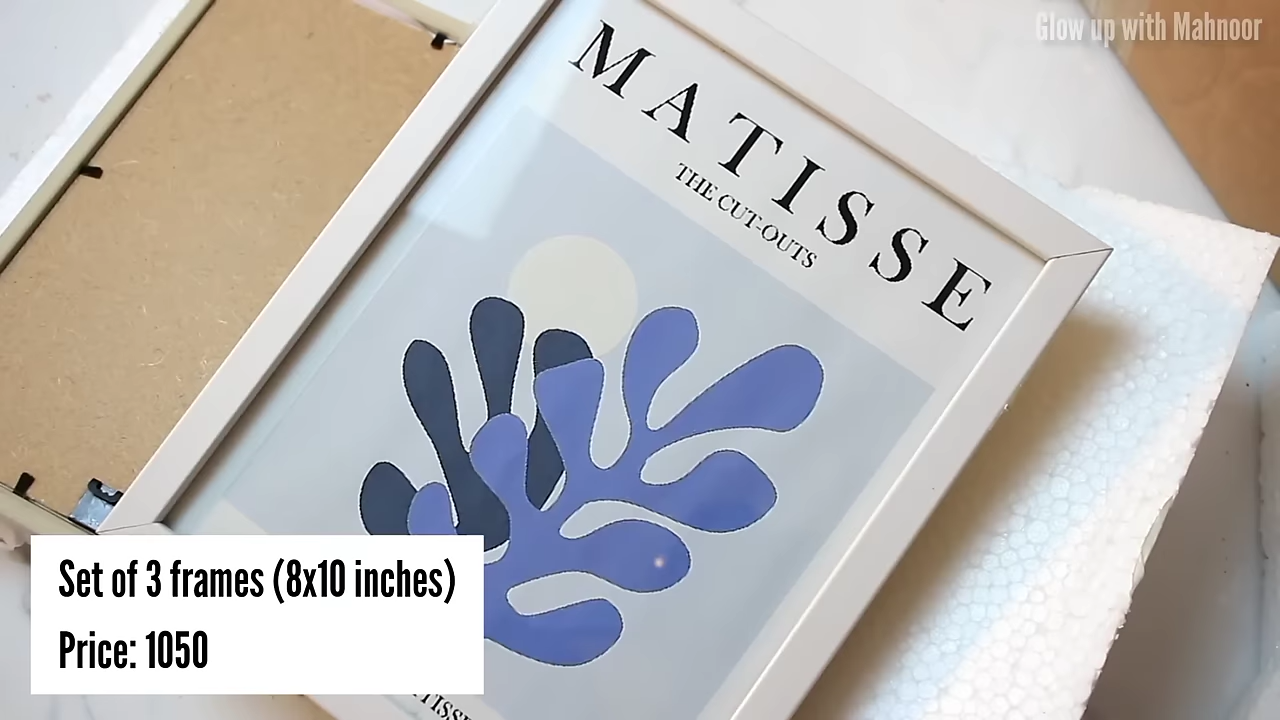 Glow up with Mahnoor
MATISSE
THE CUT-OUTS
Set of 3 frames (8x10 inches)
Price: 1050